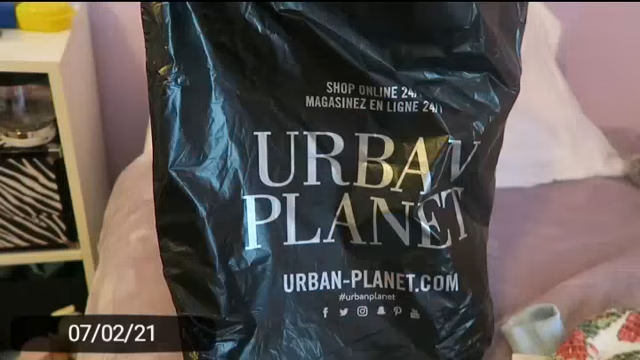 SHOP ONLINE 24/
MAGASINEZ EN LIGNE 24/
URBAN
PLANET
URBAN-PLANET.COM
#urbanplanet
07/02/21